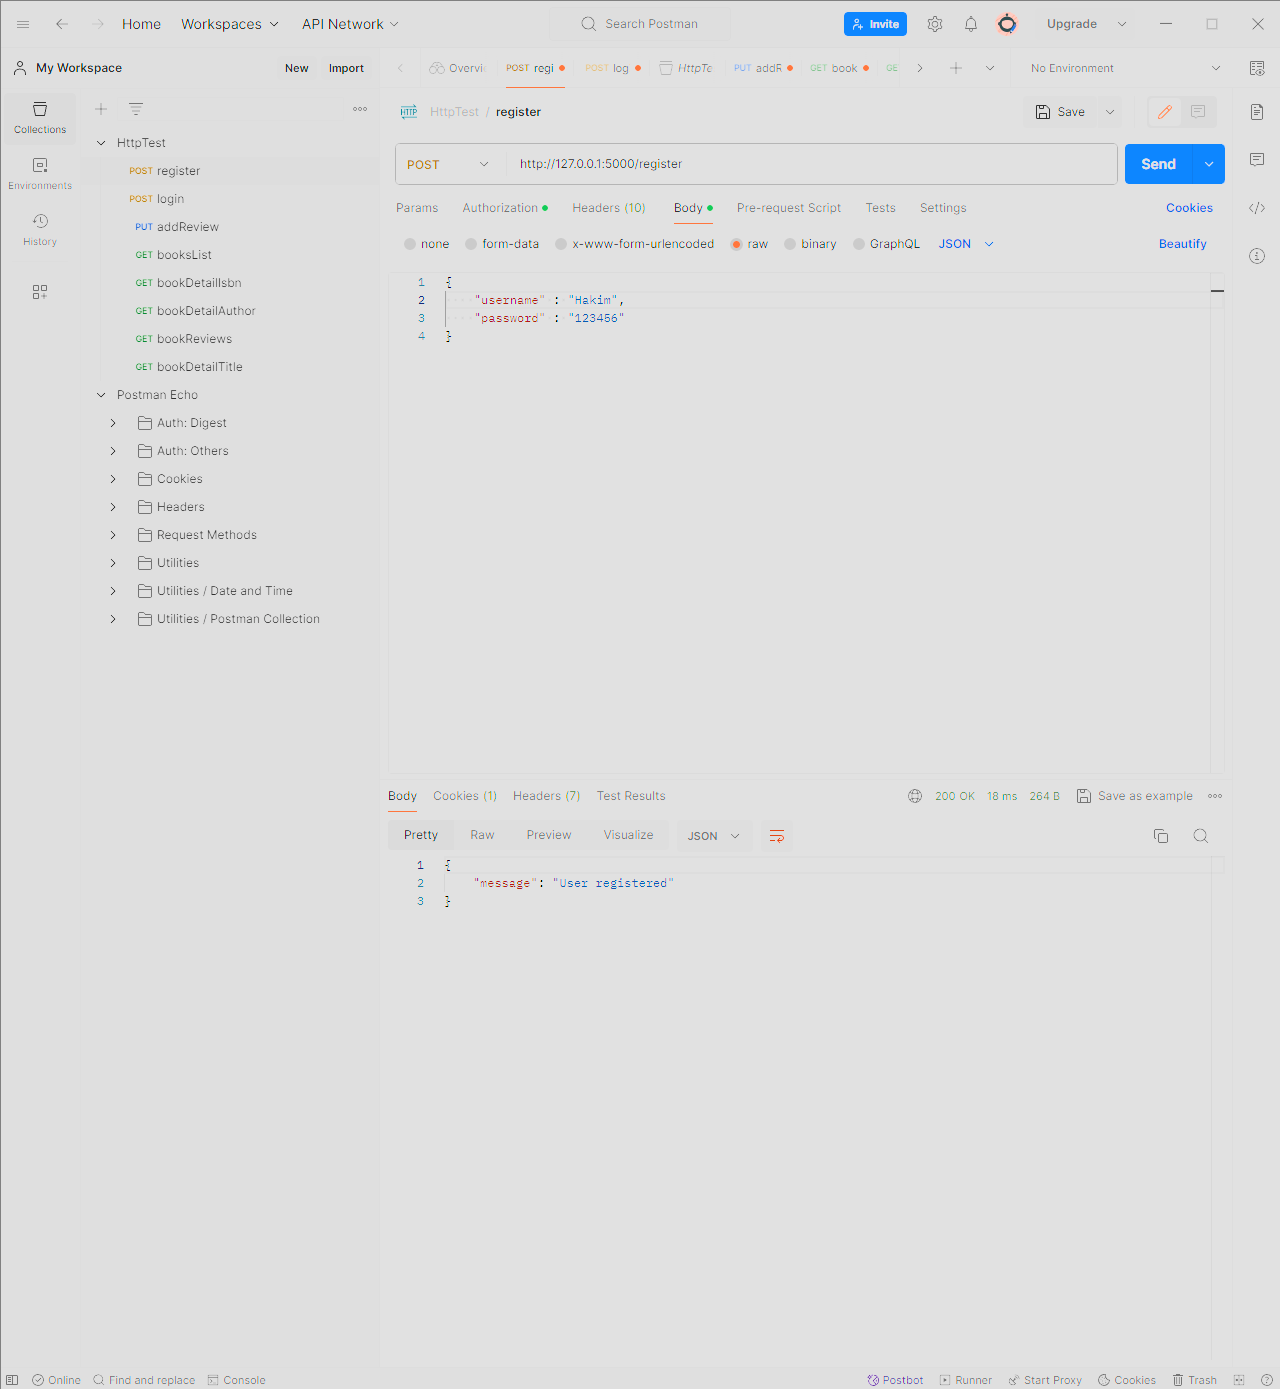 Home Workspaces API Network Search Postman Invite Upgrade
My Workspace New Import Overvi POST regi POST log HttpTe PUT addR GET book GE No Environment
Collections
Environments
History
HttpTest
POST register
POST login
PUT addReview
GET booksList
GET bookDetailIsbn
GET bookDetailAuthor
GET bookReviews
GET bookDetailTitle
Postman Echo
Auth: Digest
Auth: Others
Cookies
Headers
Request Methods
Utilities
Utilities / Date and Time
Utilities / Postman Collection
HTTP HttpTest / register Save
POST http://127.0.0.1:5000/register Send
Params Authorization Headers (10) Body Pre-request Script Tests Settings Cookies
none form-data x-www-form-urlencoded raw binary GraphQL JSON Beautify
1 {
2 "username" : "Hakim",
3 "password" : "123456"
4 }
Body Cookies (1) Headers (7) Test Results 200 OK 18 ms 264 B Save as example
Pretty Raw Preview Visualize JSON
1 {
2 "message": "User registered"
3 }
Online Find and replace Console Postbot Runner Start Proxy Cookies Trash